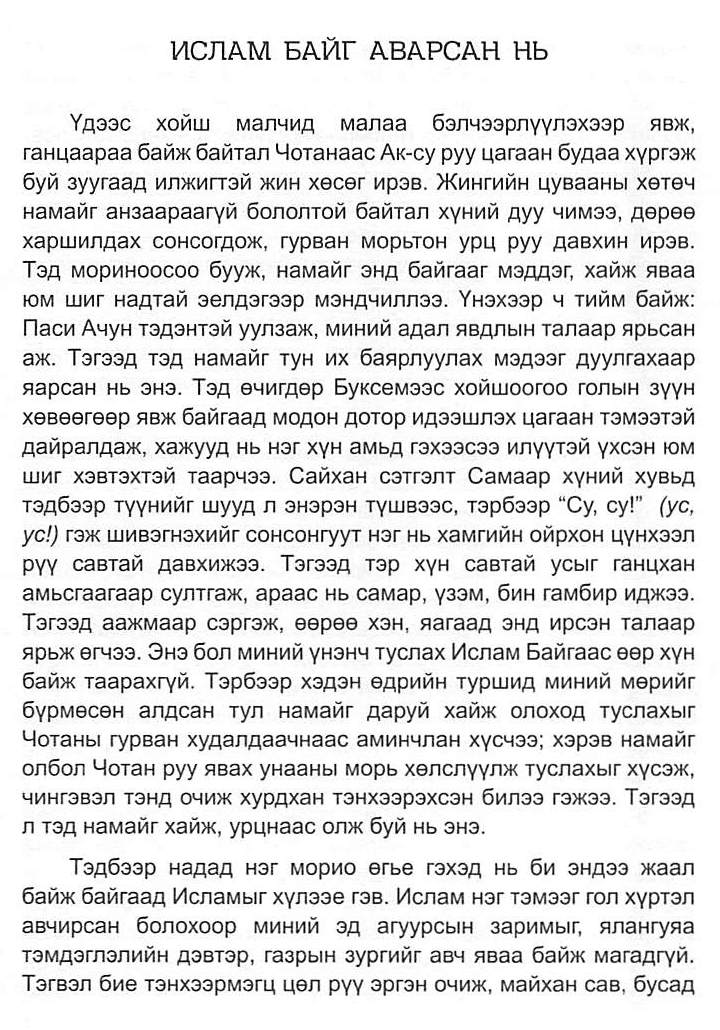 ИСЛАМ БАЙГ АВАРСАН НЬ
Үдээс хойш малчид малаа бэлчээрлүүлэхээр явж,
ганцаараа байж байтал Чотанаас Ак-су руу цагаан будаа хүргэж
буй зуугаад илжигтэй жин хөсөг ирэв. Жингийн цувааны хөтөч
намайг анзаараагүй бололтой байтал хүний дуу чимээ, дөрөө
харшилдах сонсогдож, гурван морьтон урц руу давхин ирэв.
Тэд мориноосоо бууж, намайг энд байгааг мэддэг, хайж яваа
юм шиг надтай эелдэгээр мэндчиллээ. Үнэхээр ч тийм байж:
Паси Ачун тэдэнтэй уулзаж, миний адал явдлын талаар ярьсан
аж. Тэгээд тэд намайг тун их баярлуулах мэдээг дуулгахаар
яарсан нь энэ. Тэд өчигдөр Буксемээс хойшоогоо голын зүүн
хөвөөгөөр явж байгаад модон дотор идээшлэх цагаан тэмээтэй
дайралдаж, хажууд нь нэг хүн амьд гэхээсээ илүүтэй үхсэн юм
шиг хэвтэхтэй таарчээ. Сайхан сэтгэлт Самаар хүний хувьд
тэдбээр түүнийг шууд л энэрэн түшвээс, тэрбээр “Су, су!” (ус,
ус!) гэж шивэгнэхийг сонсонгуут нэг нь хамгийн ойрхон цүнхээл
рүү савтай давхижээ. Тэгээд тэр хүн савтай усыг ганцхан
амьсгаагаар султгаж, араас нь самар, үзэм, бин гамбир иджээ.
Тэгээд аажмаар сэргэж, өөрөө хэн, яагаад энд ирсэн талаар
ярьж өгчээ. Энэ бол миний үнэнч туслах Ислам Байгаас өөр хүн
байж таарахгүй. Тэрбээр хэдэн өдрийн туршид миний мөрийг
бүрмөсөн алдсан тул намайг даруй хайж олоход туслахыг
Чотаны гурван худалдаачнаас аминчлан хүсчээ; хэрэв намайг
олбол Чотан руу явах унааны морь хөлслүүлж туслахыг хүсэж,
чингэвэл тэнд очиж хурдхан тэнхээрэхсэн билээ гэжээ. Тэгээд
л тэд намайг хайж, урцнаас олж буй нь энэ.
Тэдбээр надад нэг морио өгье гэхэд нь би эндээ жаал
байж байгаад Исламыг хүлээе гэв. Ислам нэг тэмээг гол хүртэл
авчирсан болохоор миний эд агуурсын заримыг, ялангуяа
тэмдэглэлийн дэвтэр, газрын зургийг авч яваа байж магадгүй.
Тэгвэл бие тэнхээрмэгц цөл рүү эргэн очиж, майхан сав, бусад